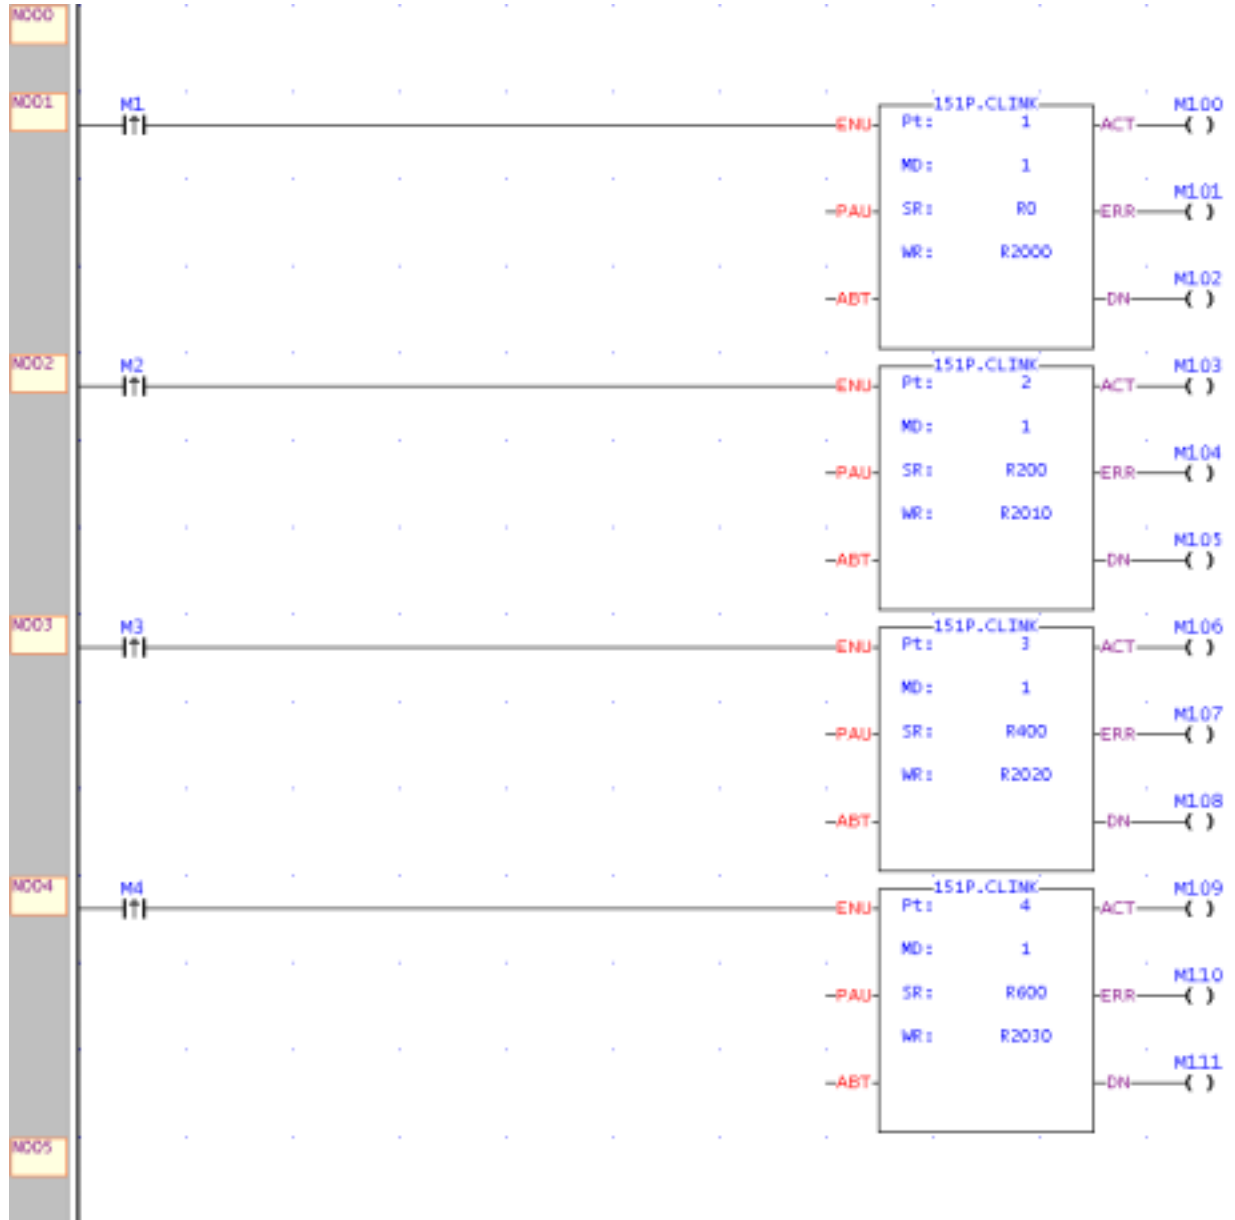 N000
N001 M1 151P.CLINK M100
ENU Pt: 1 ACT
MD: 1
M101
PAU SR: R0 ERR
WR: R2000
M102
ABT DN
N002 M2 151P.CLINK M103
ENU Pt: 2 ACT
MD: 1
M104
PAU SR: R200 ERR
WR: R2010
M105
ABT DN
N003 M3 151P.CLINK M106
ENU Pt: 3 ACT
MD: 1
M107
PAU SR: R400 ERR
WR: R2020
M108
ABT DN
N004 M4 151P.CLINK M109
ENU Pt: 4 ACT
MD: 1
M110
PAU SR: R600 ERR
WR: R2030
M111
ABT DN
N005